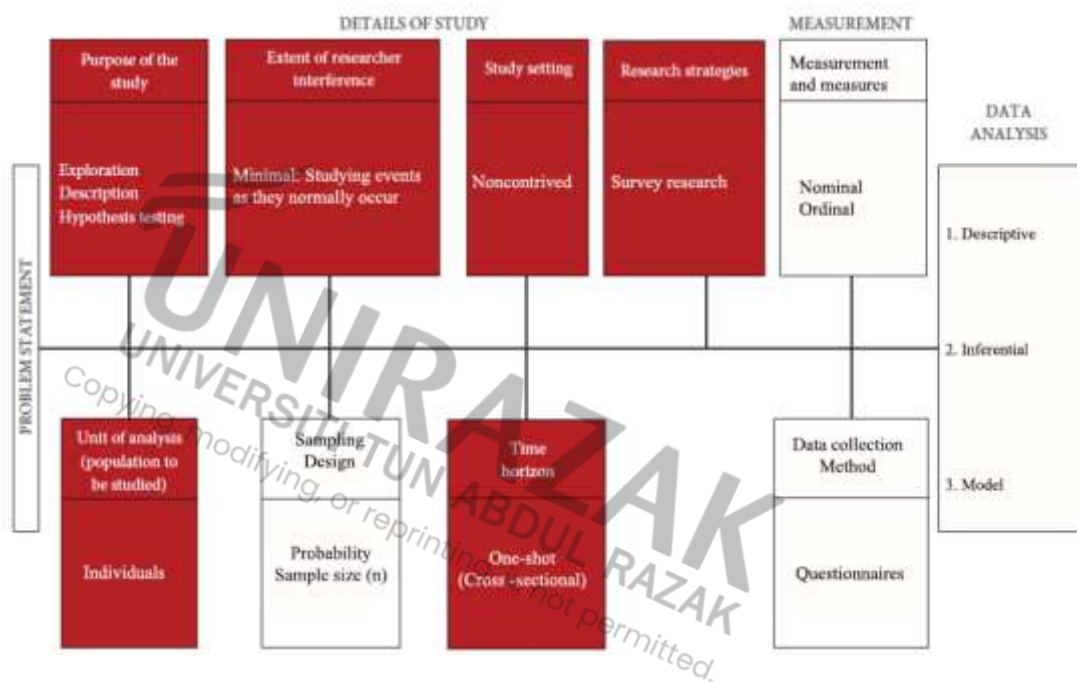 DETAILS OF STUDY
MEASUREMENT
Purpose of the
study
Exploration
Description
Hypothesis testing
Extent of researcher
interference
Minimal: Studying events
as they normally occur
Study setting
Noncontrived
Research strategies
Survey research
Measurement
and measures
Nominal
Ordinal
DATA
ANALYSIS
1. Descriptive
2. Inferential
3. Model
PROBLEM STATEMENT
Unit of analysis
(population to
be studied)
Individuals
Sampling
Design
Probability
Sample size (n)
Time
horizon
One-shot
(Cross -sectional)
Data collection
Method
Questionnaires
UNIRAZAK
UNIVERSITI TUN ABDUL RAZAK
Copying, modifying, or reprinting is not permitted.